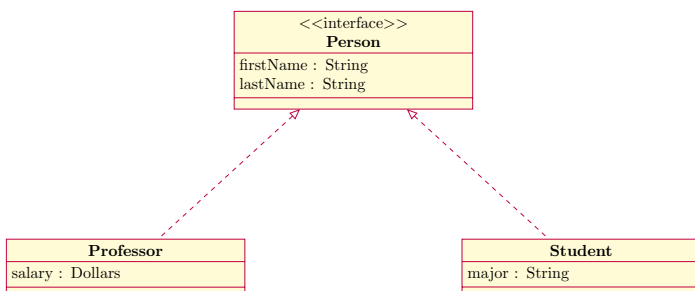 <<interface>>
Person
firstName : String
lastName : String
Professor
salary : Dollars
Student
major : String